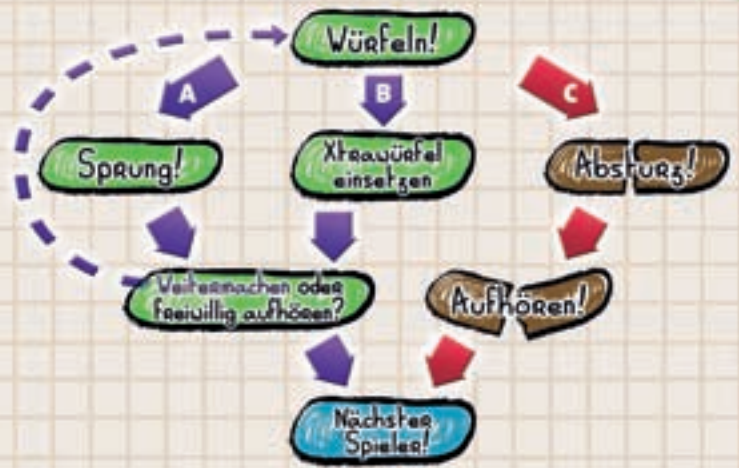 Würfeln!
A
B
C
Sprung!
Xtrawürfel
einsetzen
Absturz!
Weitermachen oder
freiwillig aufhören?
Aufhören!
Nächster
Spieler!